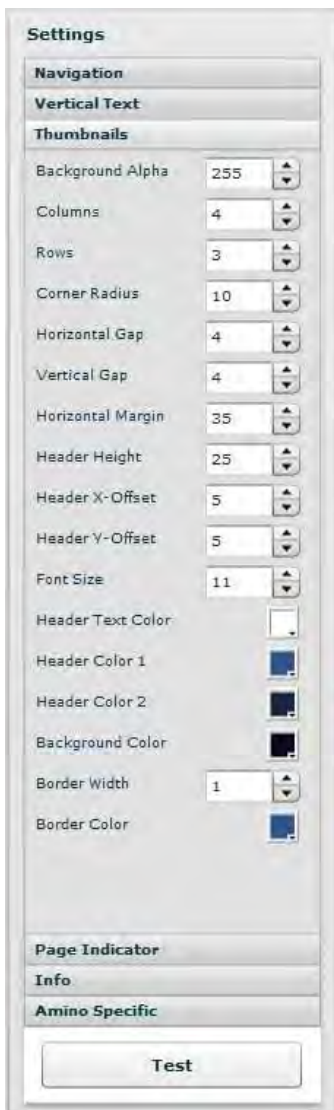 Settings
Navigation
Vertical Text
Thumbnails
Background Alpha 255
Columns 4
Rows 3
Corner Radius 10
Horizontal Gap 4
Vertical Gap 4
Horizontal Margin 35
Header Height 25
Header X-Offset 5
Header Y-Offset 5
Font Size 11
Header Text Color
Header Color 1
Header Color 2
Background Color
Border Width 1
Border Color
Page Indicator
Info
Amino Specific
Test